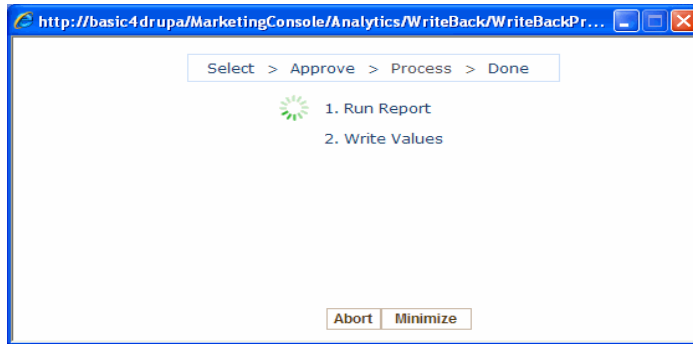 http://basic4drupa/MarketingConsole/Analytics/WriteBack/WriteBackPr...
Select > Approve > Process > Done
1. Run Report
2. Write Values
Abort Minimize